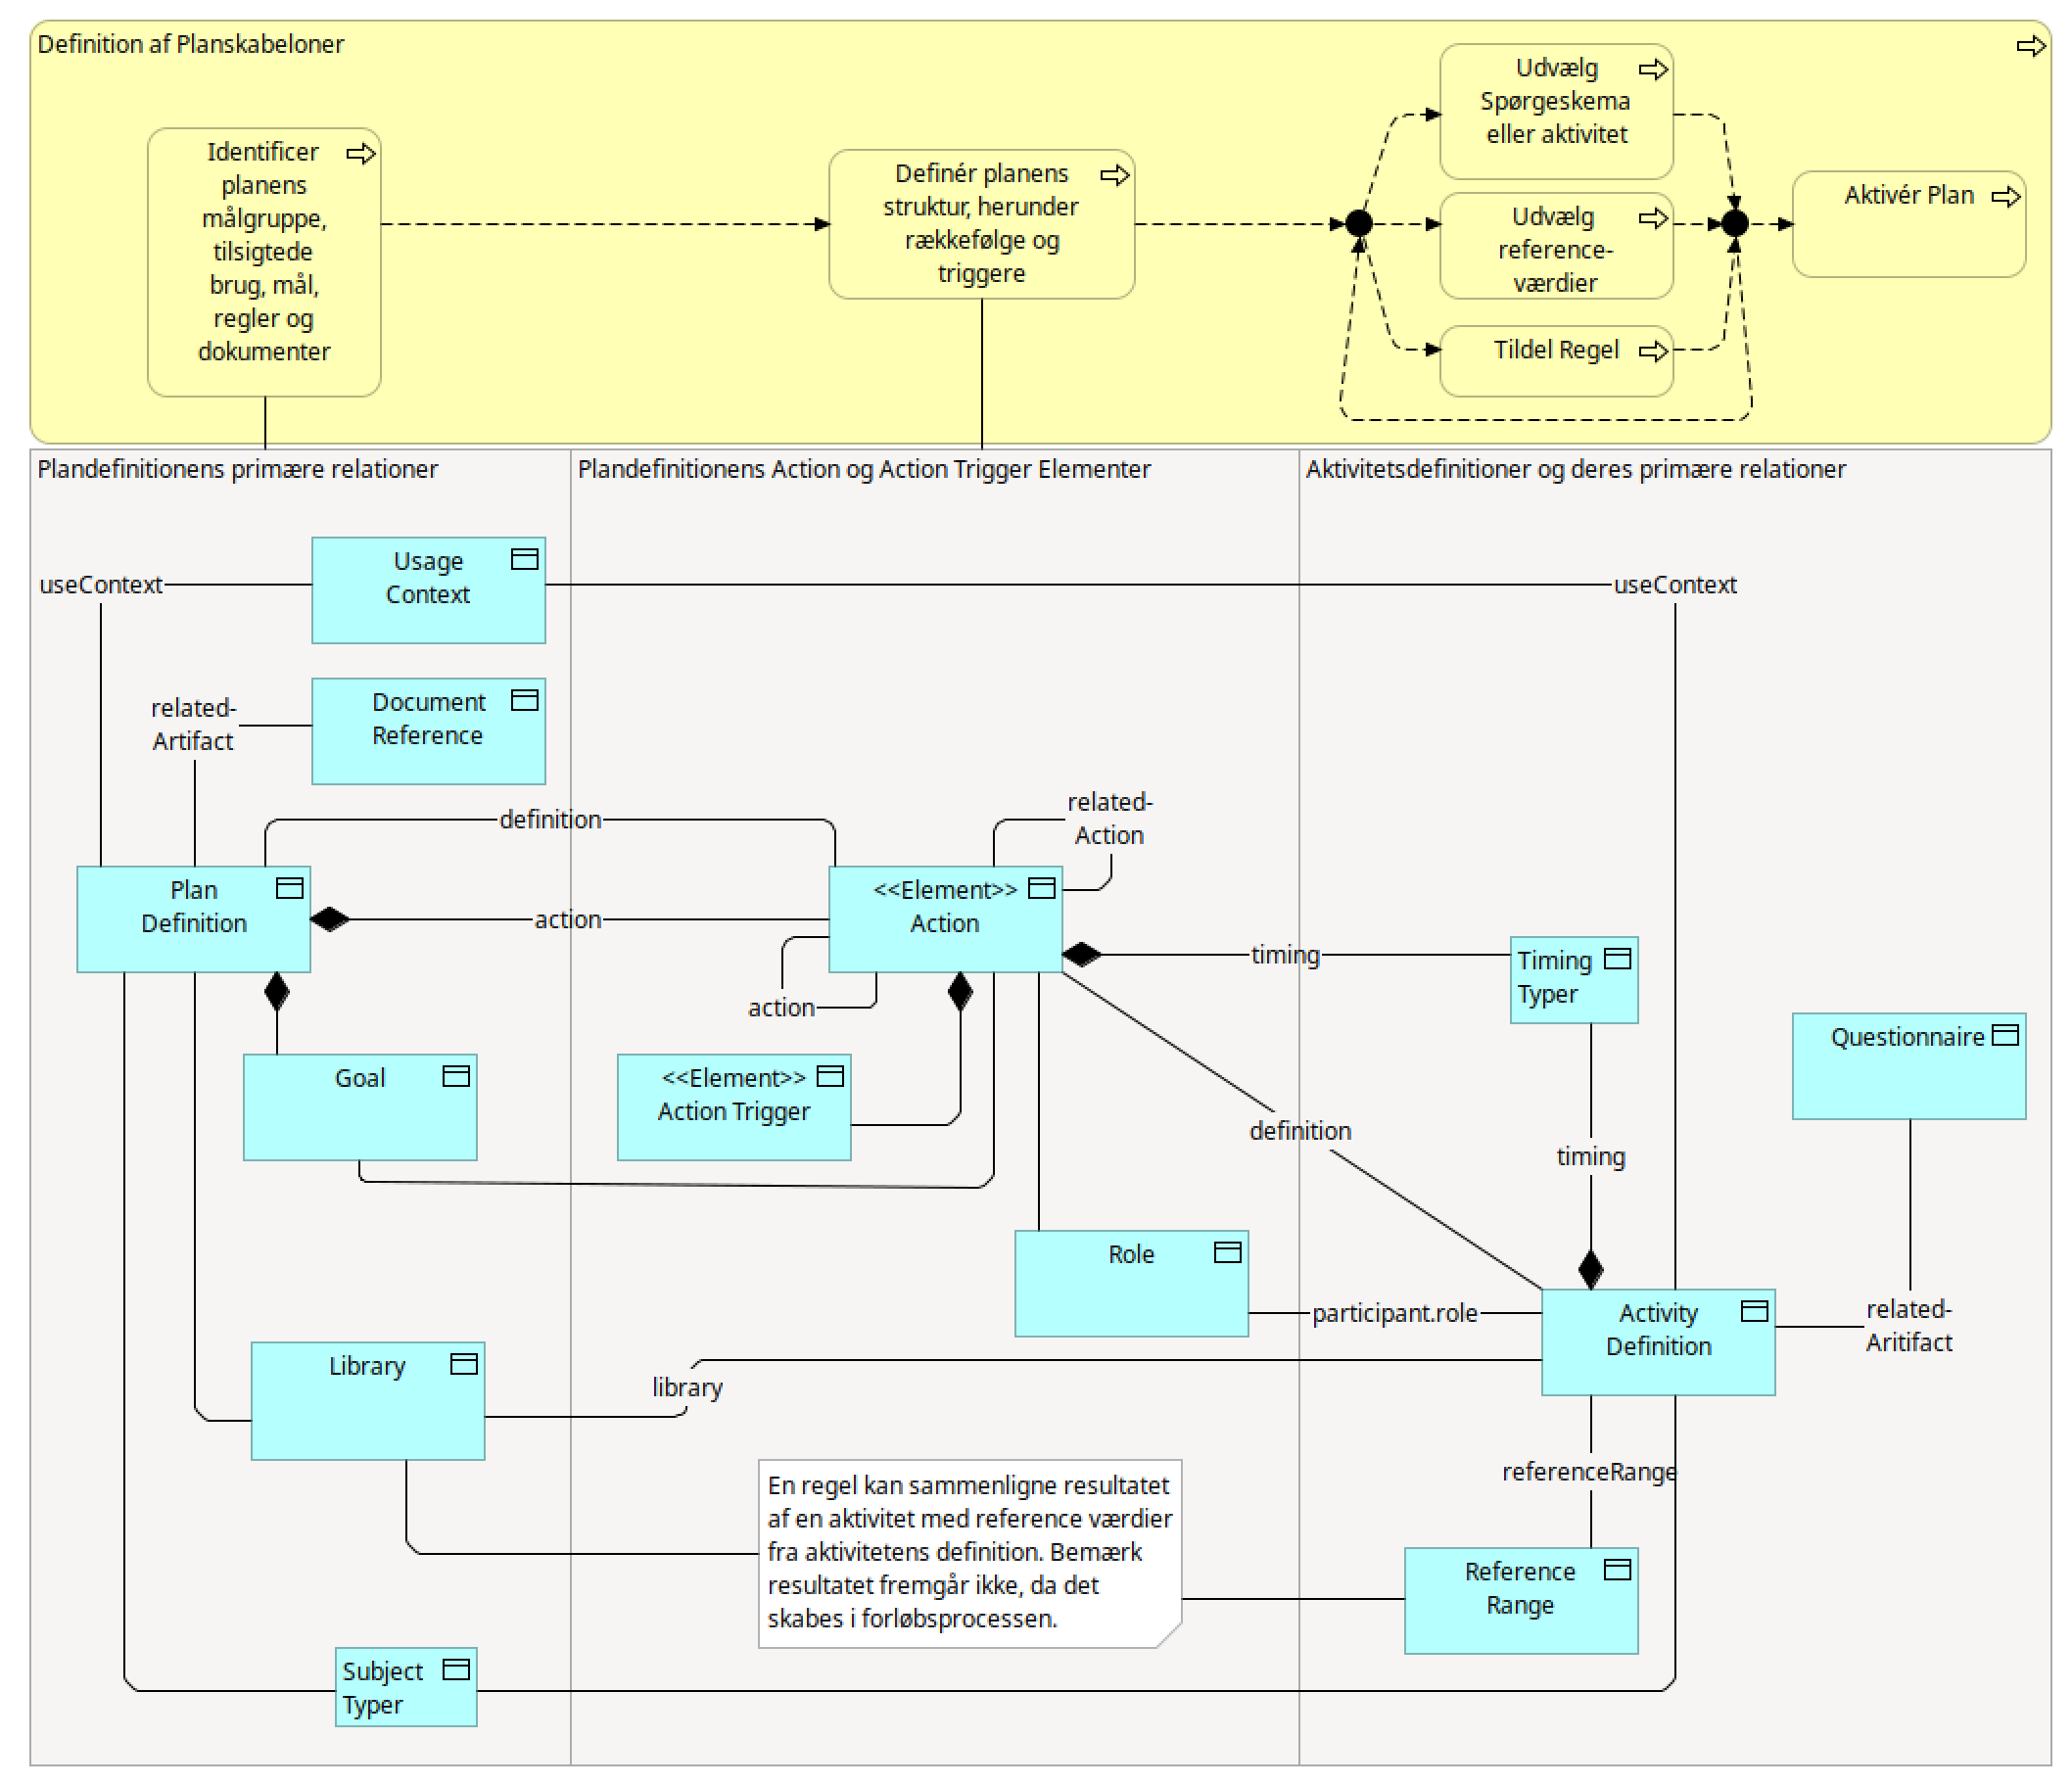 Definition af Planskabeloner
Identificer
planens
målgruppe,
tilsigtede
brug, mål,
regler og
dokumenter
Definér planens
struktur, herunder
rækkefølge og
triggere
Udvælg
Spørgeskema
eller aktivitet
Udvælg
reference-
værdier
Tildel Regel
Aktivér Plan
Plandefinitionens primære relationer
Plandefinitionens Action og Action Trigger Elementer
Aktivitetsdefinitioner og deres primære relationer
useContext
Usage
Context
useContext
related-
Artifact
Document
Reference
definition
related-
Action
Plan
Definition
action
<<Element>>
Action
timing
Timing
Typer
action
Questionnaire
Goal
<<Element>>
Action Trigger
definition
timing
Role
participant.role
Activity
Definition
related-
Aritifact
Library
library
referenceRange
En regel kan sammenligne resultatet
af en aktivitet med reference værdier
fra aktivitetens definition. Bemærk
resultatet fremgår ikke, da det
skabes i forløbsprocessen.
Reference
Range
Subject
Typer